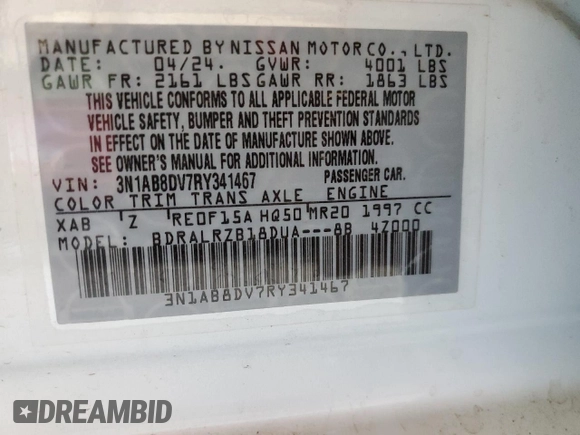 MANUFACTURED BY NISSAN MOTOR CO., LTD.
DATE: 04/24. GVWR: 4001 LBS
GAWR FR: 2161 LBS GAWR RR: 1863 LBS
THIS VEHICLE CONFORMS TO ALL APPLICABLE FEDERAL MOTOR
VEHICLE SAFETY, BUMPER AND THEFT PREVENTION STANDARDS
IN EFFECT ON THE DATE OF MANUFACTURE SHOWN ABOVE.
SEE OWNER'S MANUAL FOR ADDITIONAL INFORMATION.
VIN: 3N1AB8DV7RY341467 PASSENGER CAR.
COLOR TRIM TRANS AXLE ENGINE
XAB Z RE0F15A HQ50 MR20 1997 CC
MODEL: BDRALRZB18DUA---8B 4Z000
3N1AB8DV7RY341467
DREAMBID